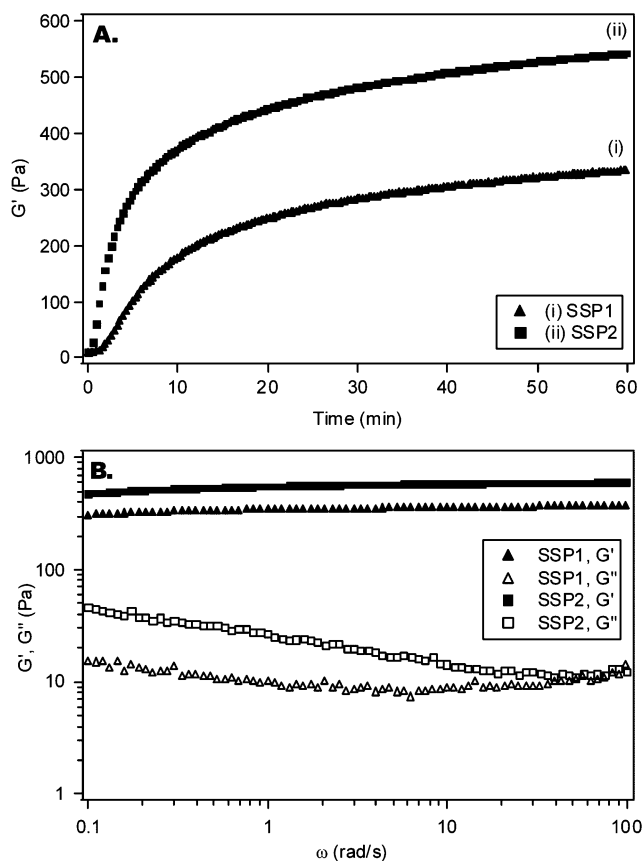 A.
600
500
400
300
200
100
0
G' (Pa)
(ii)
(i)
(i) SSP1
(ii) SSP2
0
10
20
30
40
50
60
Time (min)
B.
1000
100
10
1
G', G" (Pa)
SSP1, G'
SSP1, G"
SSP2, G'
SSP2, G"
0.1
1
10
100
ω (rad/s)